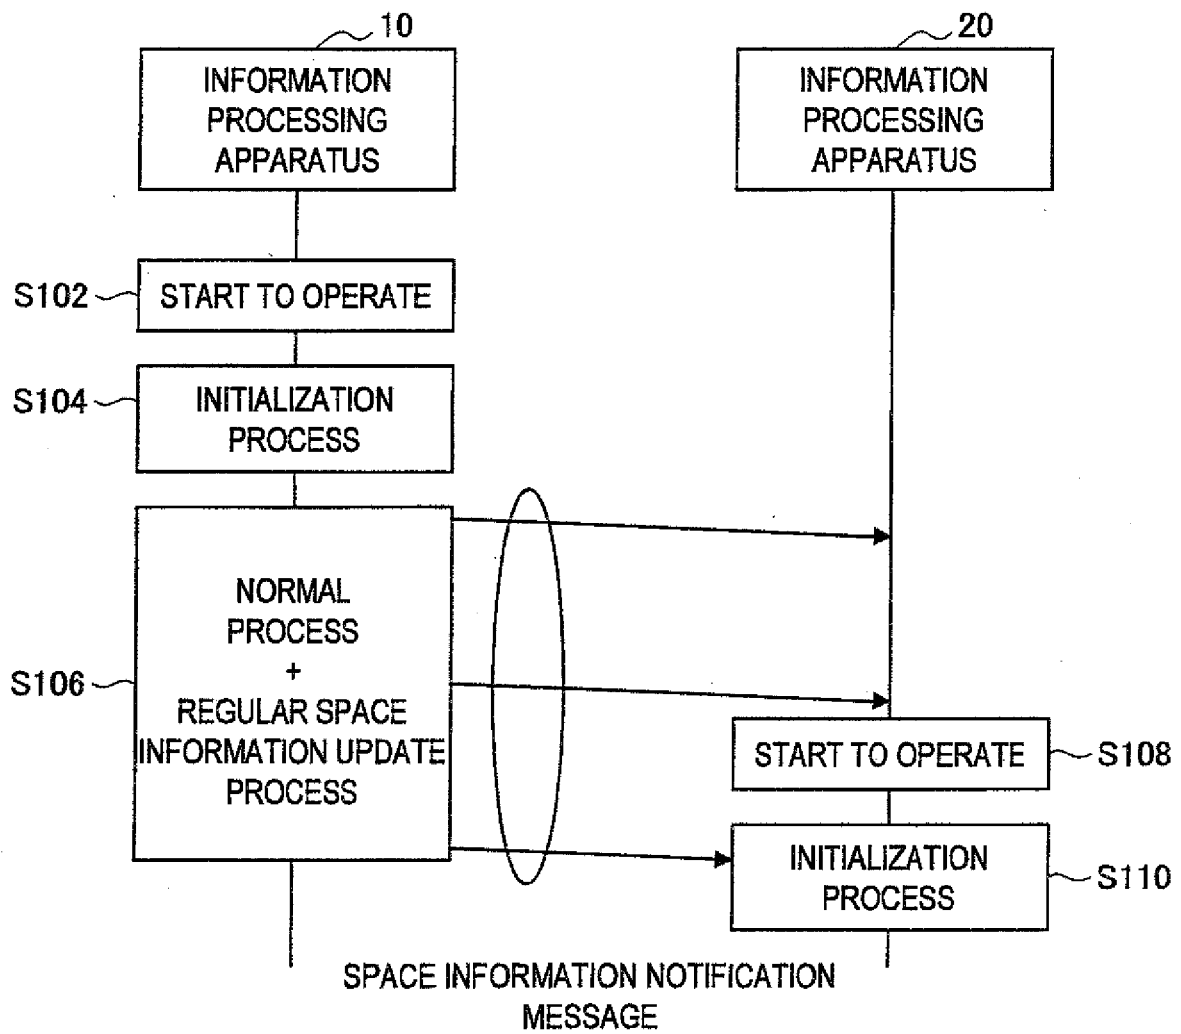 10
20
INFORMATION
PROCESSING
APPARATUS
INFORMATION
PROCESSING
APPARATUS
S102
START TO OPERATE
S104
INITIALIZATION
PROCESS
S106
NORMAL
PROCESS
+
REGULAR SPACE
INFORMATION UPDATE
PROCESS
START TO OPERATE
S108
INITIALIZATION
PROCESS
S110
SPACE INFORMATION NOTIFICATION
MESSAGE